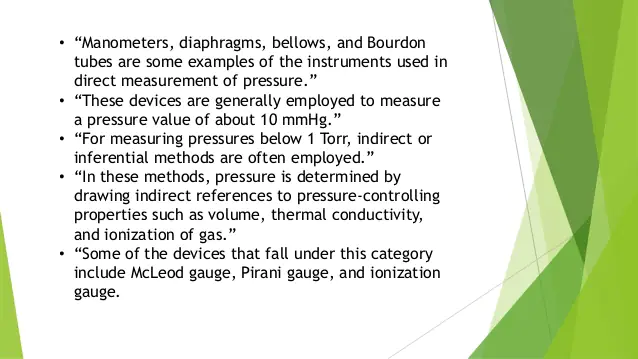 • “Manometers, diaphragms, bellows, and Bourdon
tubes are some examples of the instruments used in
direct measurement of pressure.”
• “These devices are generally employed to measure
a pressure value of about 10 mmHg.”
• “For measuring pressures below 1 Torr, indirect or
inferential methods are often employed.”
• “In these methods, pressure is determined by
drawing indirect references to pressure-controlling
properties such as volume, thermal conductivity,
and ionization of gas.”
• “Some of the devices that fall under this category
include McLeod gauge, Pirani gauge, and ionization
gauge.